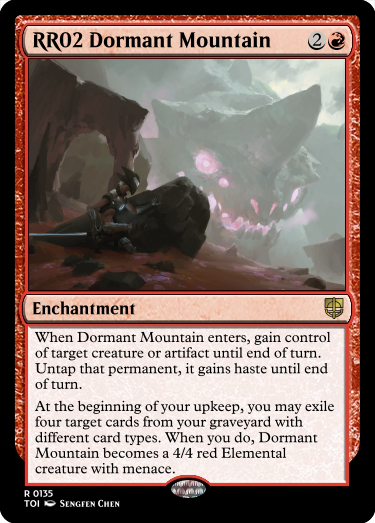 RR02 Dormant Mountain 2
Enchantment
When Dormant Mountain enters, gain control
of target creature or artifact until end of turn.
Untap that permanent, it gains haste until end
of turn.
At the beginning of your upkeep, you may exile
four target cards from your graveyard with
different card types. When you do, Dormant
Mountain becomes a 4/4 red Elemental
creature with menace.
R 0135
TOI Sengfen Chen